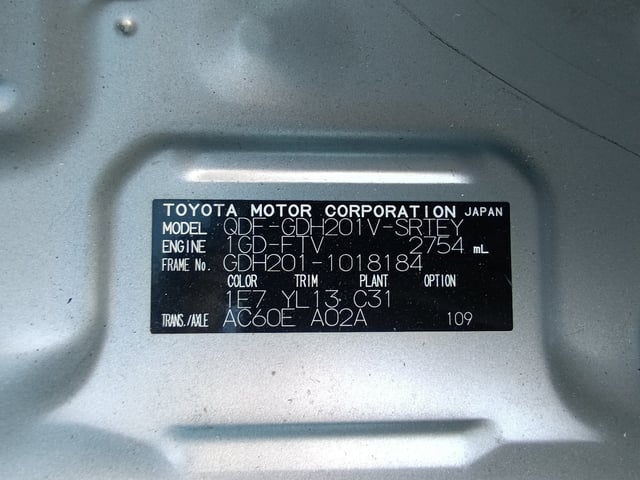 TOYOTA MOTOR CORPORATION JAPAN
MODEL QDF-GDH201V-SRTEY
ENGINE 1GD-FTV 2754 mL
FRAME No. GDH201-1018184
COLOR TRIM PLANT OPTION
1E7 YL13 C31
TRANS./AXLE AC60E A02A 109